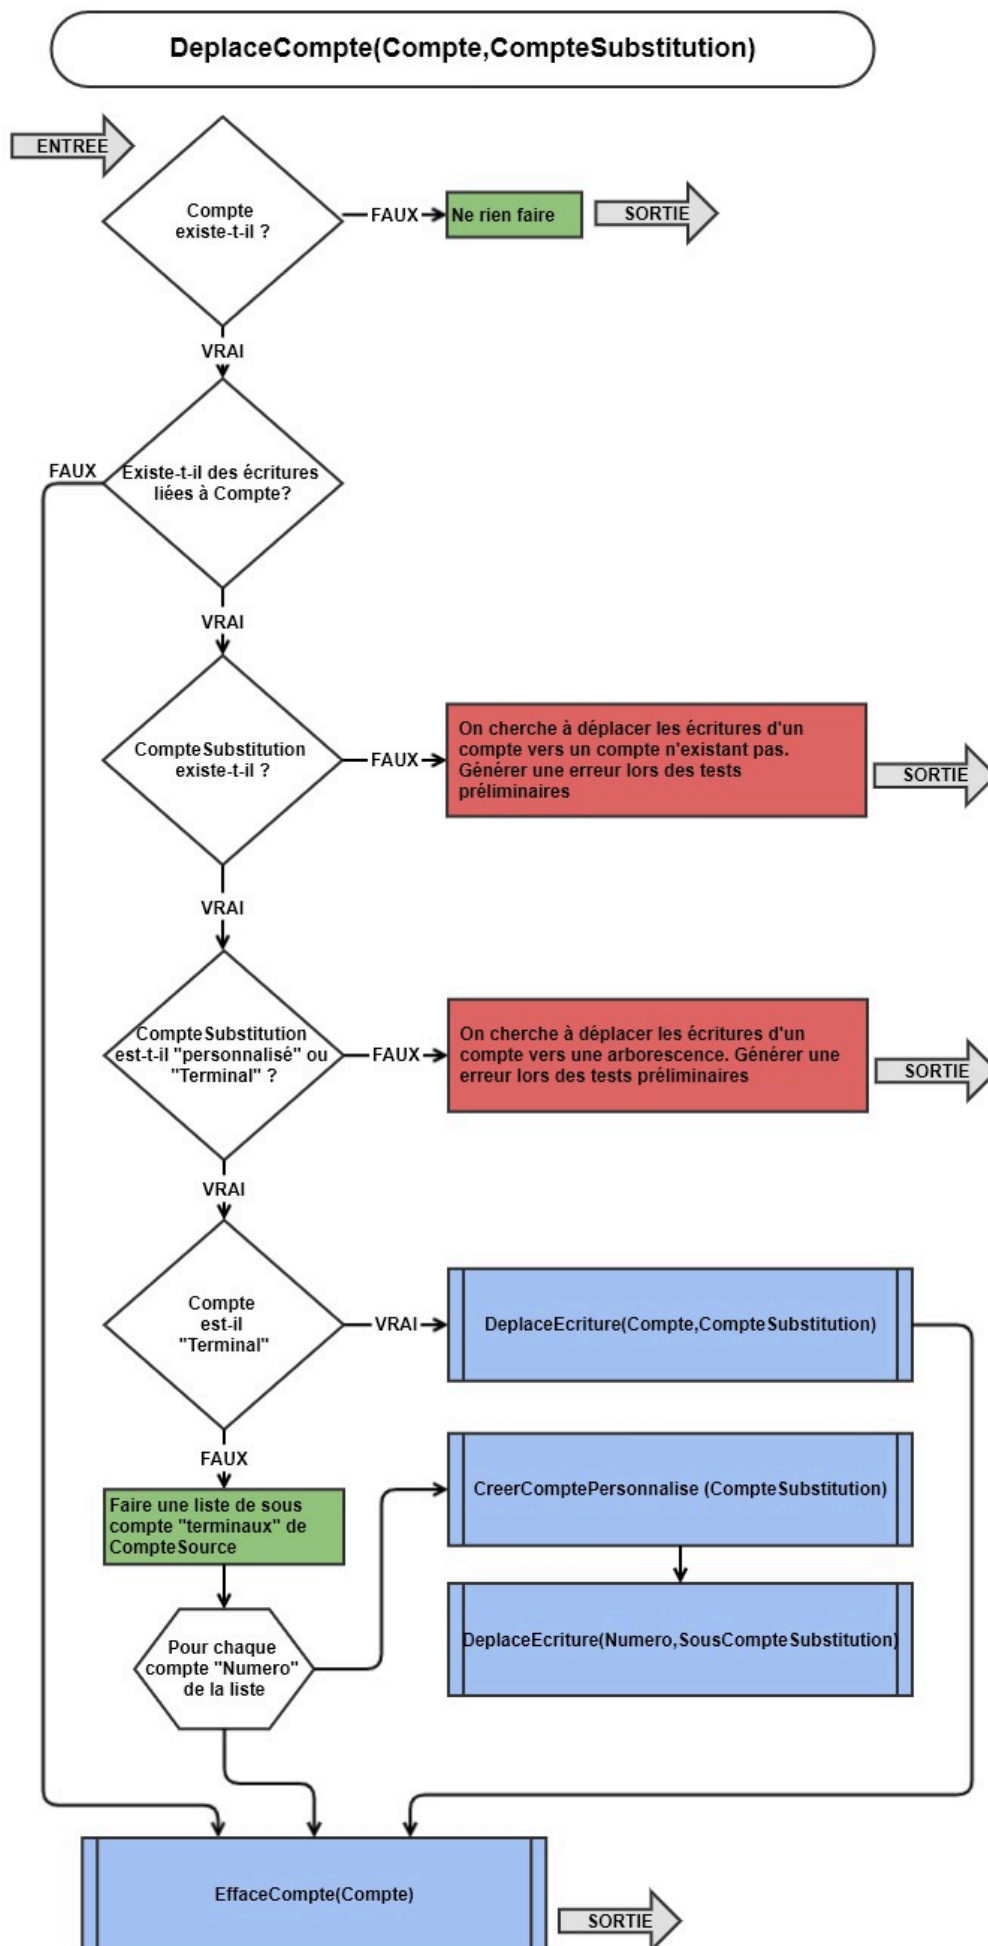 DeplaceCompte(Compte,CompteSubstitution)
ENTREE
Compte
existe-t-il ?
FAUX
Ne rien faire
SORTIE
VRAI
FAUX
Existe-t-il des écritures
liées à Compte?
VRAI
CompteSubstitution
existe-t-il ?
FAUX
On cherche à déplacer les écritures d'un
compte vers un compte n'existant pas.
Générer une erreur lors des tests
préliminaires
SORTIE
VRAI
CompteSubstitution
est-t-il "personnalisé" ou
"Terminal" ?
FAUX
On cherche à déplacer les écritures d'un
compte vers une arborescence. Générer une
erreur lors des tests préliminaires
SORTIE
VRAI
Compte
est-il
"Terminal"
VRAI
DeplaceEcriture(Compte,CompteSubstitution)
FAUX
Faire une liste de sous
compte "terminaux" de
CompteSource
CreerComptePersonnalise (CompteSubstitution)
Pour chaque
compte "Numero"
de la liste
DeplaceEcriture(Numero,SousCompteSubstitution)
EffaceCompte(Compte)
SORTIE